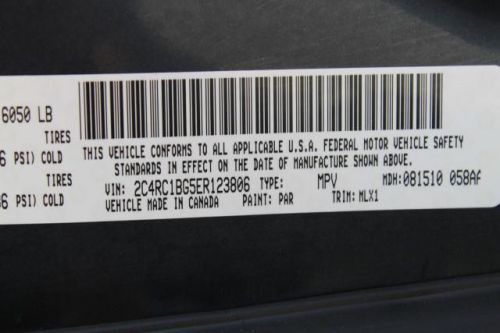 6050 LB
TIRES
6 PSI) COLD
TIRES
36 PSI) COLD
THIS VEHICLE CONFORMS TO ALL APPLICABLE U.S.A. FEDERAL MOTOR VEHICLE SAFETY
STANDARDS IN EFFECT ON THE DATE OF MANUFACTURE SHOWN ABOVE.
VIN: 2C4RC1BG5ER123806 TYPE: MPV MDH: 081510 058AA
VEHICLE MADE IN CANADA PAINT: PAR TRIM: MLX1